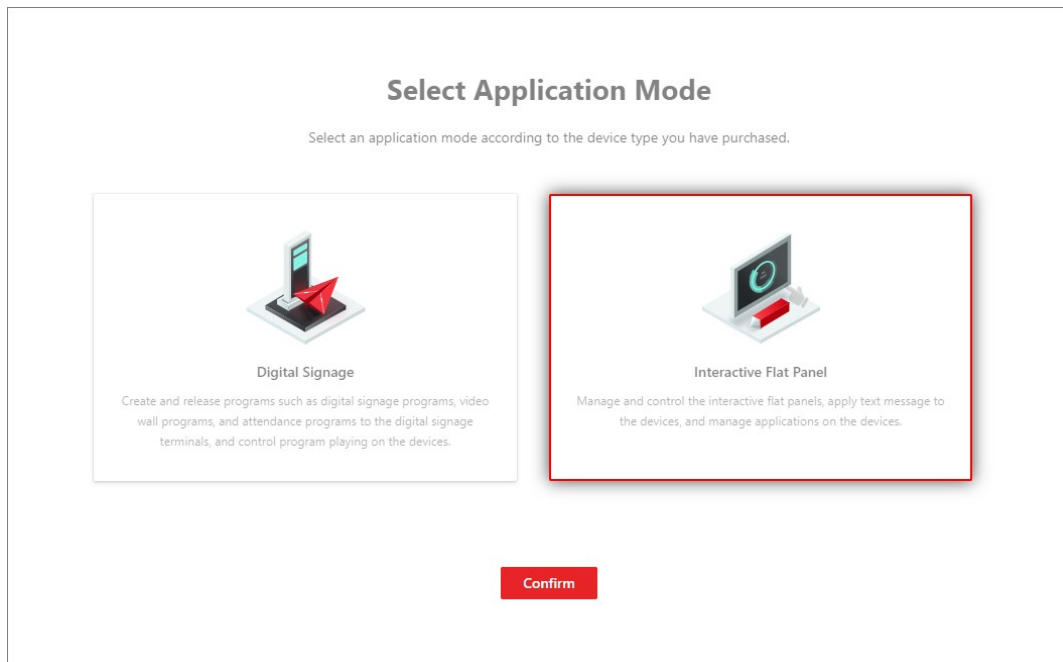 Select Application Mode
Select an application mode according to the device type you have purchased.
Digital Signage
Create and release programs such as digital signage programs, video
wall programs, and attendance programs to the digital signage
terminals, and control program playing on the devices.
Interactive Flat Panel
Manage and control the interactive flat panels, apply text message to
the devices, and manage applications on the devices.
Confirm